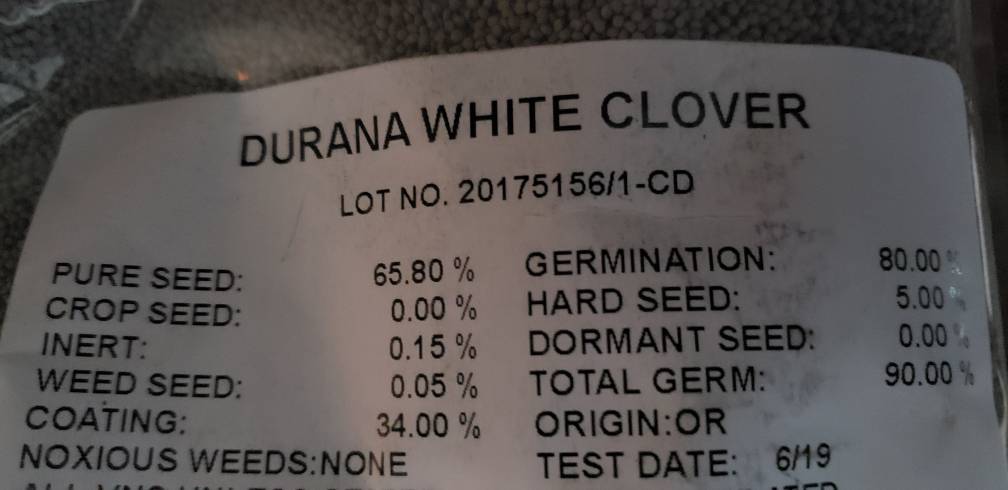 DURANA WHITE CLOVER
LOT NO. 20175156/1-CD
PURE SEED: 65.80 % GERMINATION: 80.00 %
CROP SEED: 0.00 % HARD SEED: 5.00 %
INERT: 0.15 % DORMANT SEED: 0.00 %
WEED SEED: 0.05 % TOTAL GERM: 90.00 %
COATING: 34.00 % ORIGIN:OR
NOXIOUS WEEDS:NONE TEST DATE: 6/19